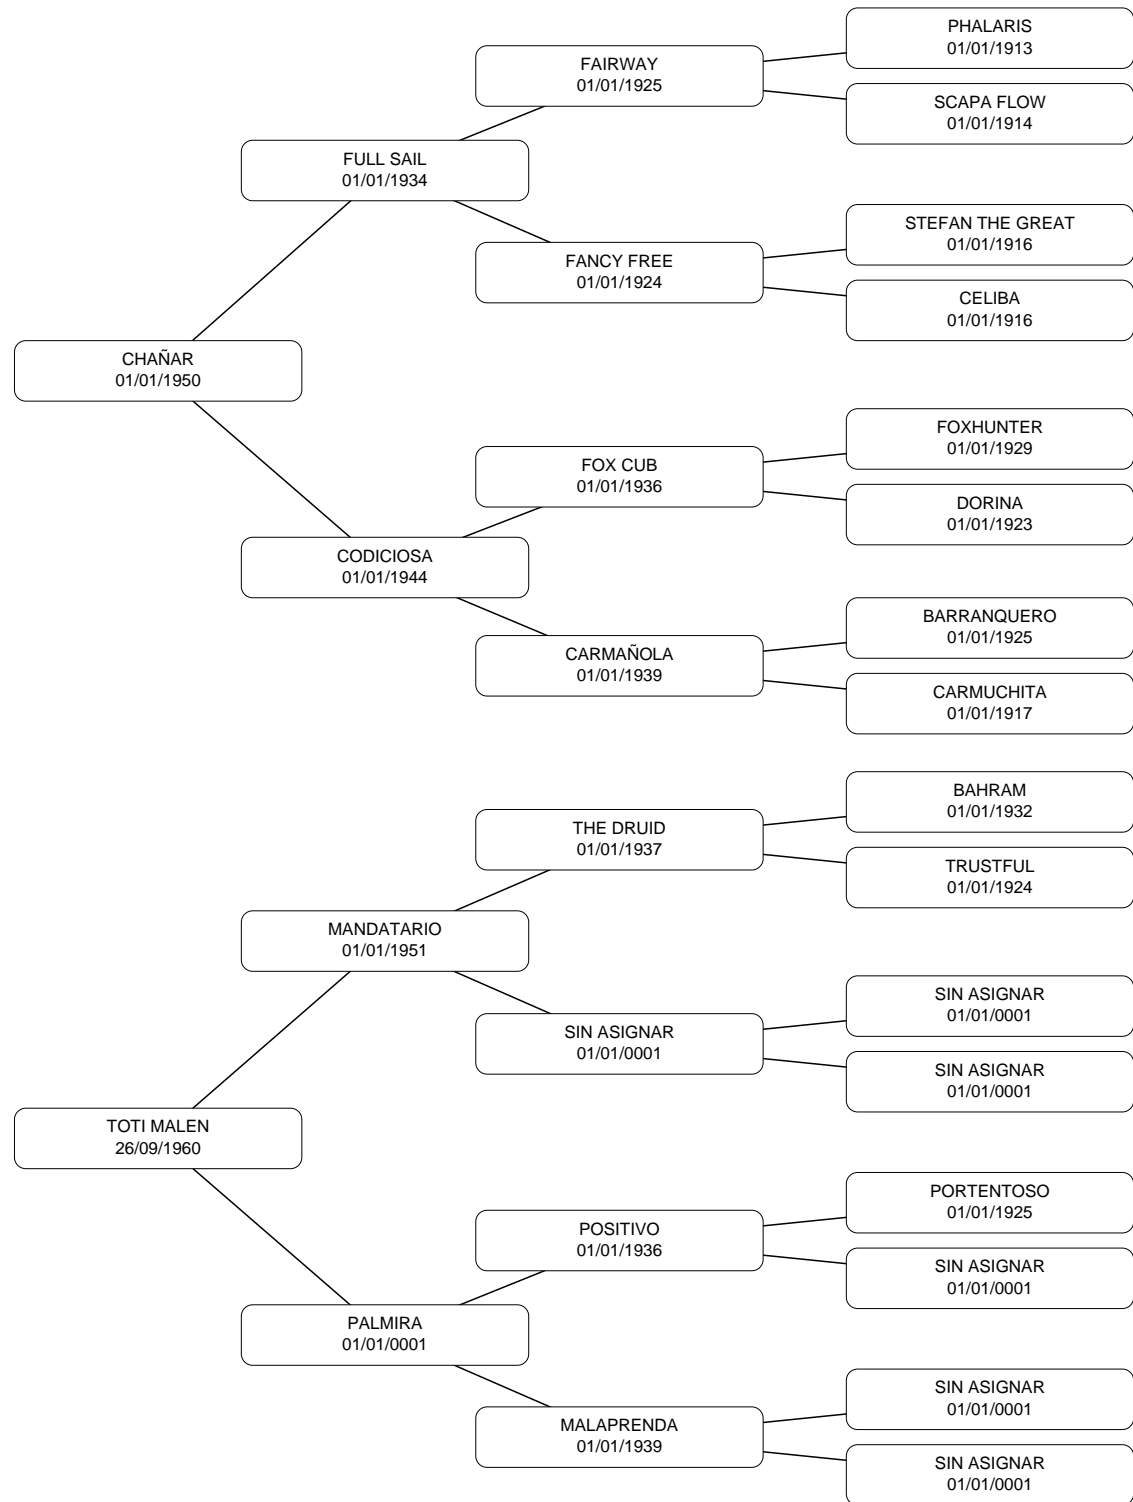 PHALARIS
01/01/1913
FAIRWAY
01/01/1925
SCAPA FLOW
01/01/1914
FULL SAIL
01/01/1934
STEFAN THE GREAT
01/01/1916
FANCY FREE
01/01/1924
CELIBA
01/01/1916
CHAÑAR
01/01/1950
FOXHUNTER
01/01/1929
FOX CUB
01/01/1936
DORINA
01/01/1923
CODICIOSA
01/01/1944
BARRANQUERO
01/01/1925
CARMAÑOLA
01/01/1939
CARMUCHITA
01/01/1917
BAHRAM
01/01/1932
THE DRUID
01/01/1937
TRUSTFUL
01/01/1924
MANDATARIO
01/01/1951
SIN ASIGNAR
01/01/0001
SIN ASIGNAR
01/01/0001
SIN ASIGNAR
01/01/0001
TOTI MALEN
26/09/1960
PORTENTOSO
01/01/1925
POSITIVO
01/01/1936
SIN ASIGNAR
01/01/0001
PALMIRA
01/01/0001
SIN ASIGNAR
01/01/0001
MALAPRENDA
01/01/1939
SIN ASIGNAR
01/01/0001